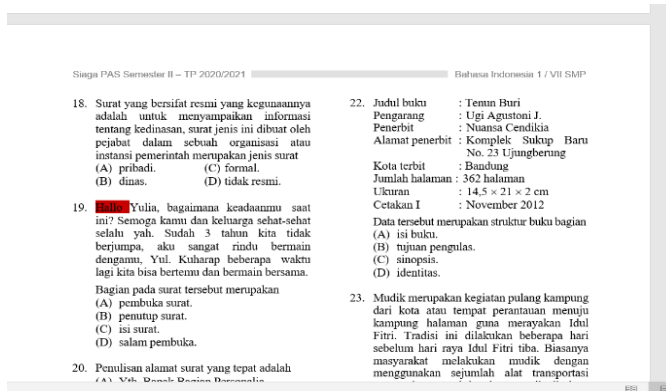 Siaga PAS Semester II – TP 2020/2021
Bahasa Indonesia 1 / VII SMP
18. Surat yang bersifat resmi yang kegunaannya
adalah untuk menyampaikan informasi
tentang kedinasan, surat jenis ini dibuat oleh
pejabat dalam sebuah organisasi atau
instansi pemerintah merupakan jenis surat
(A) pribadi. (C) formal.
(B) dinas. (D) tidak resmi.
19. Hallo Yulia, bagaimana keadaanmu saat
ini? Semoga kamu dan keluarga sehat-sehat
selalu yah. Sudah 3 tahun kita tidak
berjumpa, aku sangat rindu bermain
dengamu, Yul. Kuharap beberapa waktu
lagi kita bisa bertemu dan bermain bersama.
Bagian pada surat tersebut merupakan
(A) pembuka surat.
(B) penutup surat.
(C) isi surat.
(D) salam pembuka.
20. Penulisan alamat surat yang tepat adalah
(A) Yth. Bapak Bagian Personalia
22. Judul buku : Tenun Buri
Pengarang : Ugi Agustoni J.
Penerbit : Nuansa Cendikia
Alamat penerbit : Komplek Sukup Baru
No. 23 Ujungberung
Kota terbit : Bandung
Jumlah halaman : 362 halaman
Ukuran : 14,5 × 21 × 2 cm
Cetakan I : November 2012
Data tersebut merupakan struktur buku bagian
(A) isi buku.
(B) tujuan pengulas.
(C) sinopsis.
(D) identitas.
23. Mudik merupakan kegiatan pulang kampung
dari kota atau tempat perantauan menuju
kampung halaman guna merayakan Idul
Fitri. Tradisi ini dilakukan beberapa hari
sebelum hari raya Idul Fitri tiba. Biasanya
masyarakat melakukan mudik dengan
menggunakan sejumlah alat transportasi